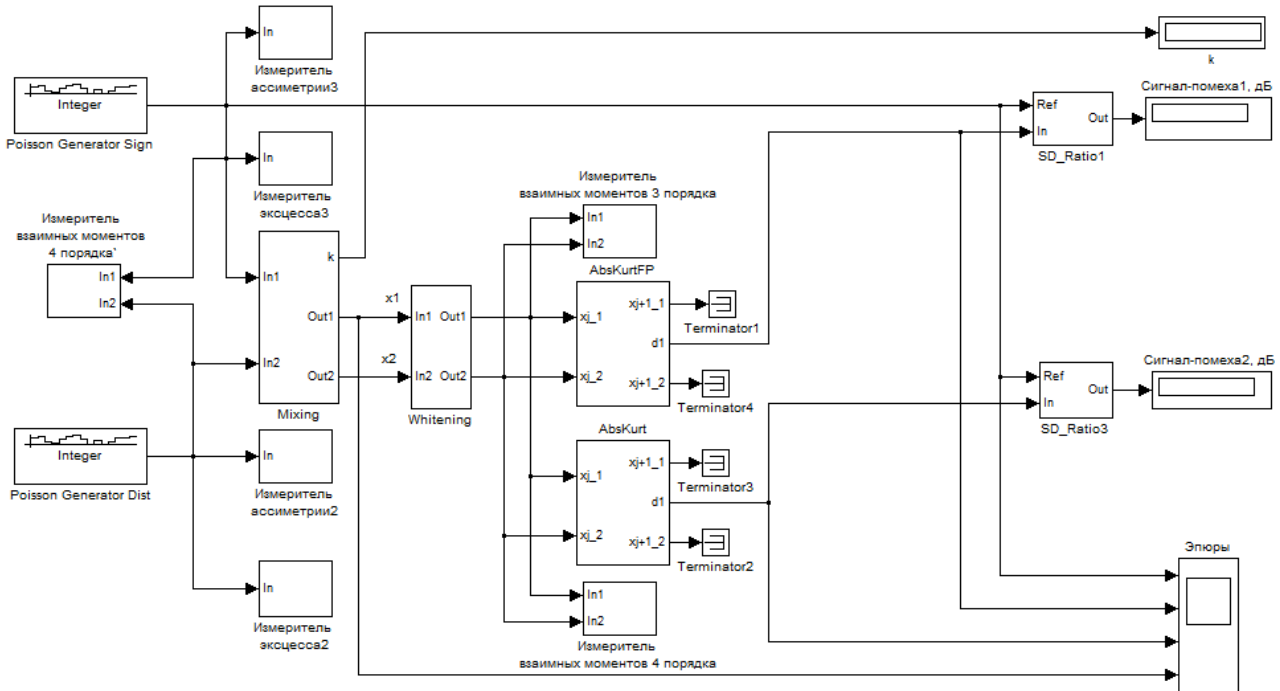 In
Измеритель
ассиметрии3
k
Integer
Poisson Generator Sign
Сигнал-помеха1, дБ
Ref
In
Out
SD_Ratio1
In
Измеритель
эксцесса3
Измеритель
взаимных моментов
4 порядка'
In1
In2
In1
In2
k
Out1
Out2
Mixing
x1
x2
In1
In2
Out1
Out2
Whitening
Измеритель
взаимных моментов 3 порядка
In1
In2
AbsKurtFP
xj_1
xj_2
xj+1_1
d1
xj+1_2
Terminator1
Terminator4
Сигнал-помеха2, дБ
Ref
In
Out
SD_Ratio3
Integer
Poisson Generator Dist
In
Измеритель
ассиметрии2
AbsKurt
xj_1
xj_2
xj+1_1
d1
xj+1_2
Terminator3
Terminator2
In
Измеритель
эксцесса2
In1
In2
Измеритель
взаимных моментов 4 порядка
Эпюры